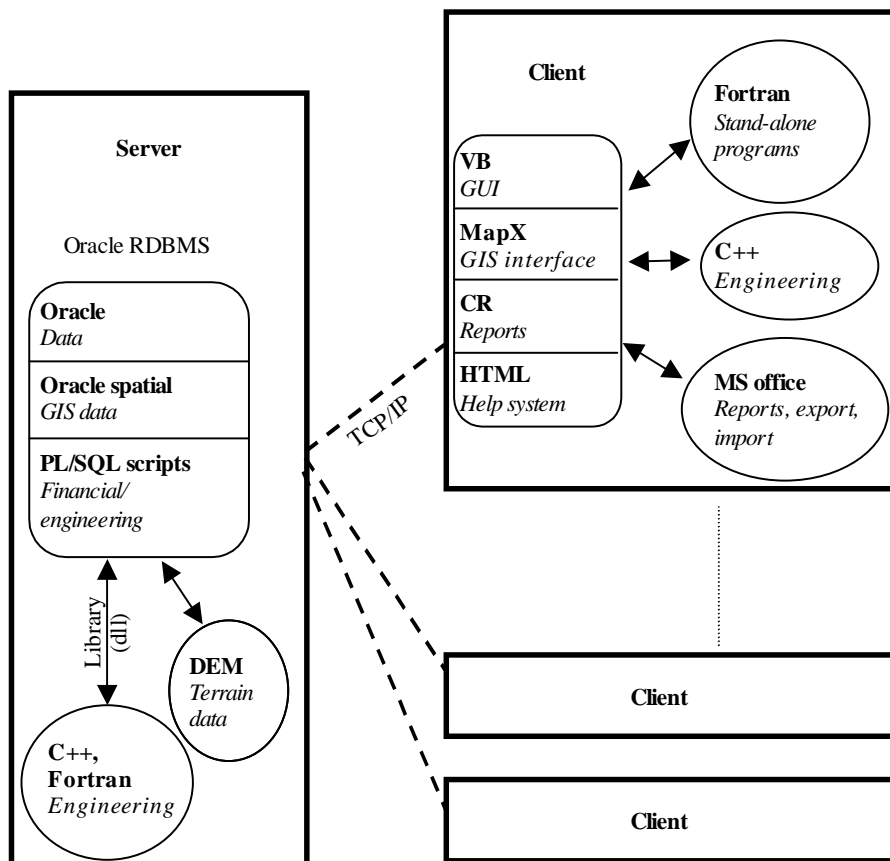 Server
Oracle RDBMS
Oracle
Data
Oracle spatial
GIS data
PL/SQL scripts
Financial/
engineering
Library
(dll)
DEM
Terrain
data
C++,
Fortran
Engineering
TCP/IP
Client
VB
GUI
MapX
GIS interface
CR
Reports
HTML
Help system
Fortran
Stand-alone
programs
C++
Engineering
MS office
Reports, export,
import
Client
Client